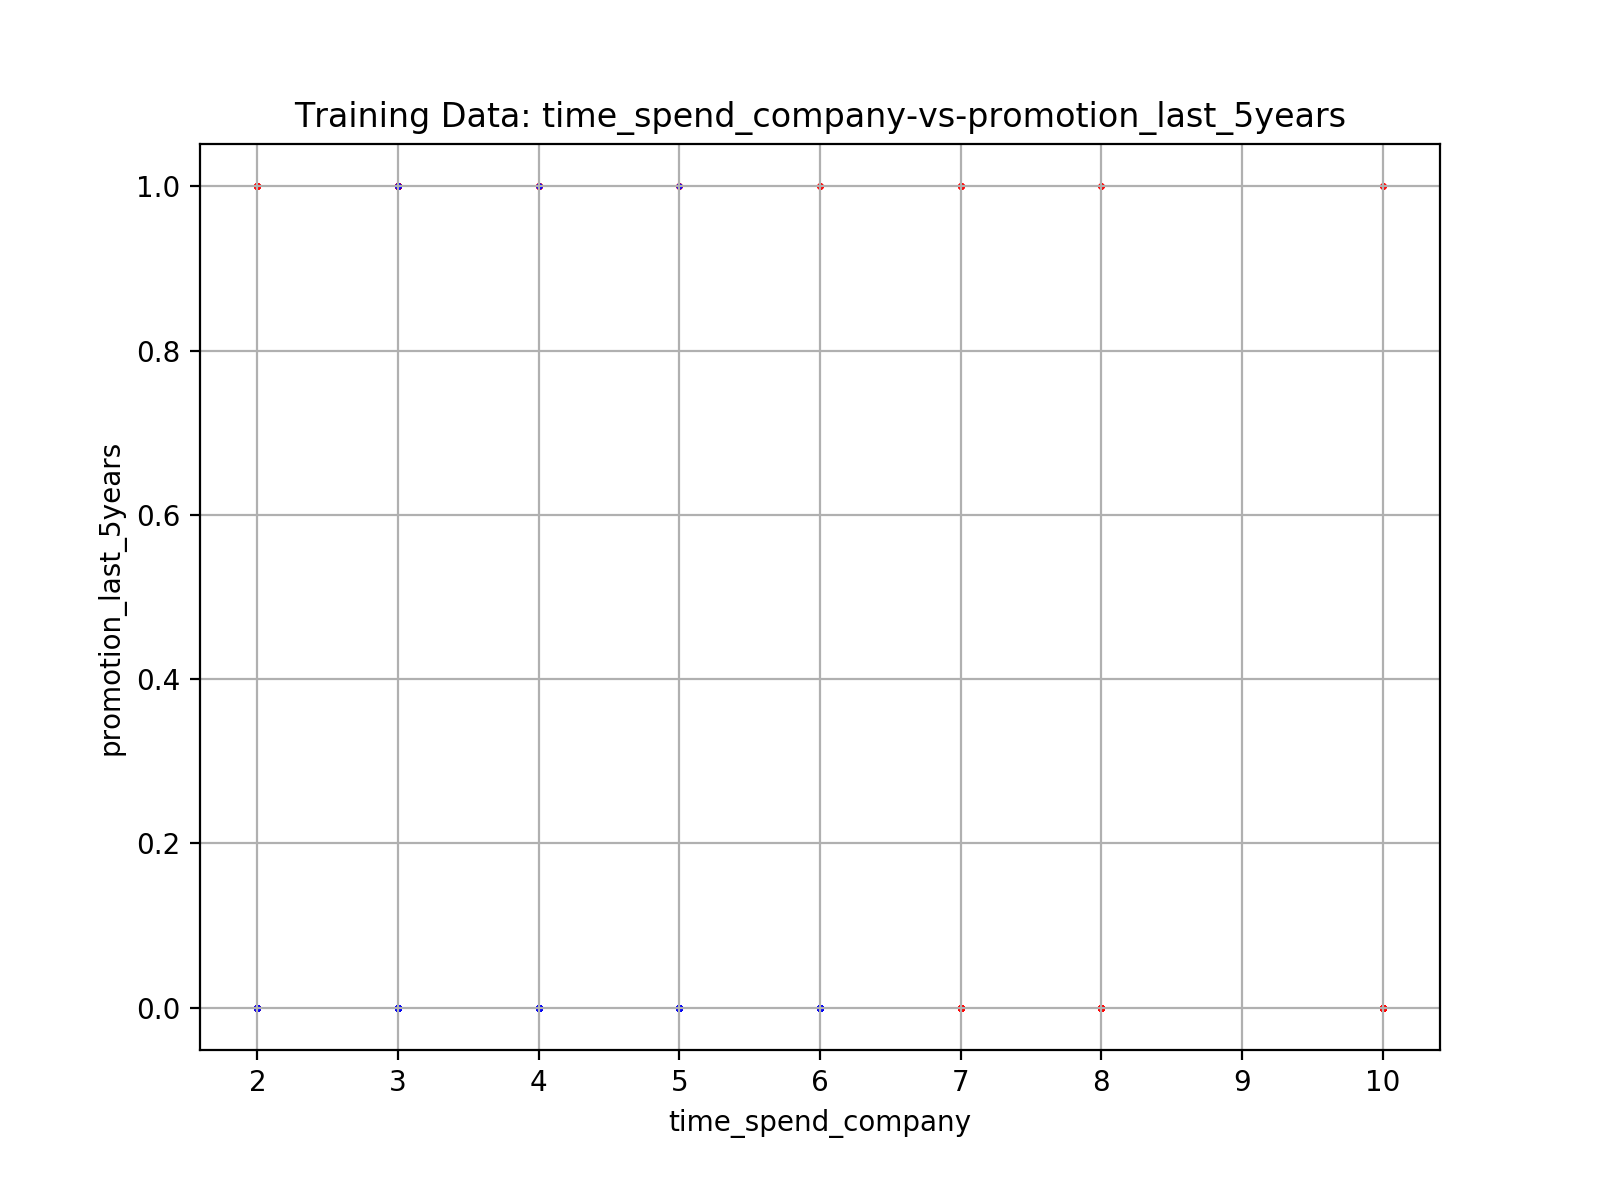 Training Data: time_spend_company-vs-promotion_last_5years
promotion_last_5years
1.0
0.8
0.6
0.4
0.2
0.0
2 3 4 5 6 7 8 9 10
time_spend_company